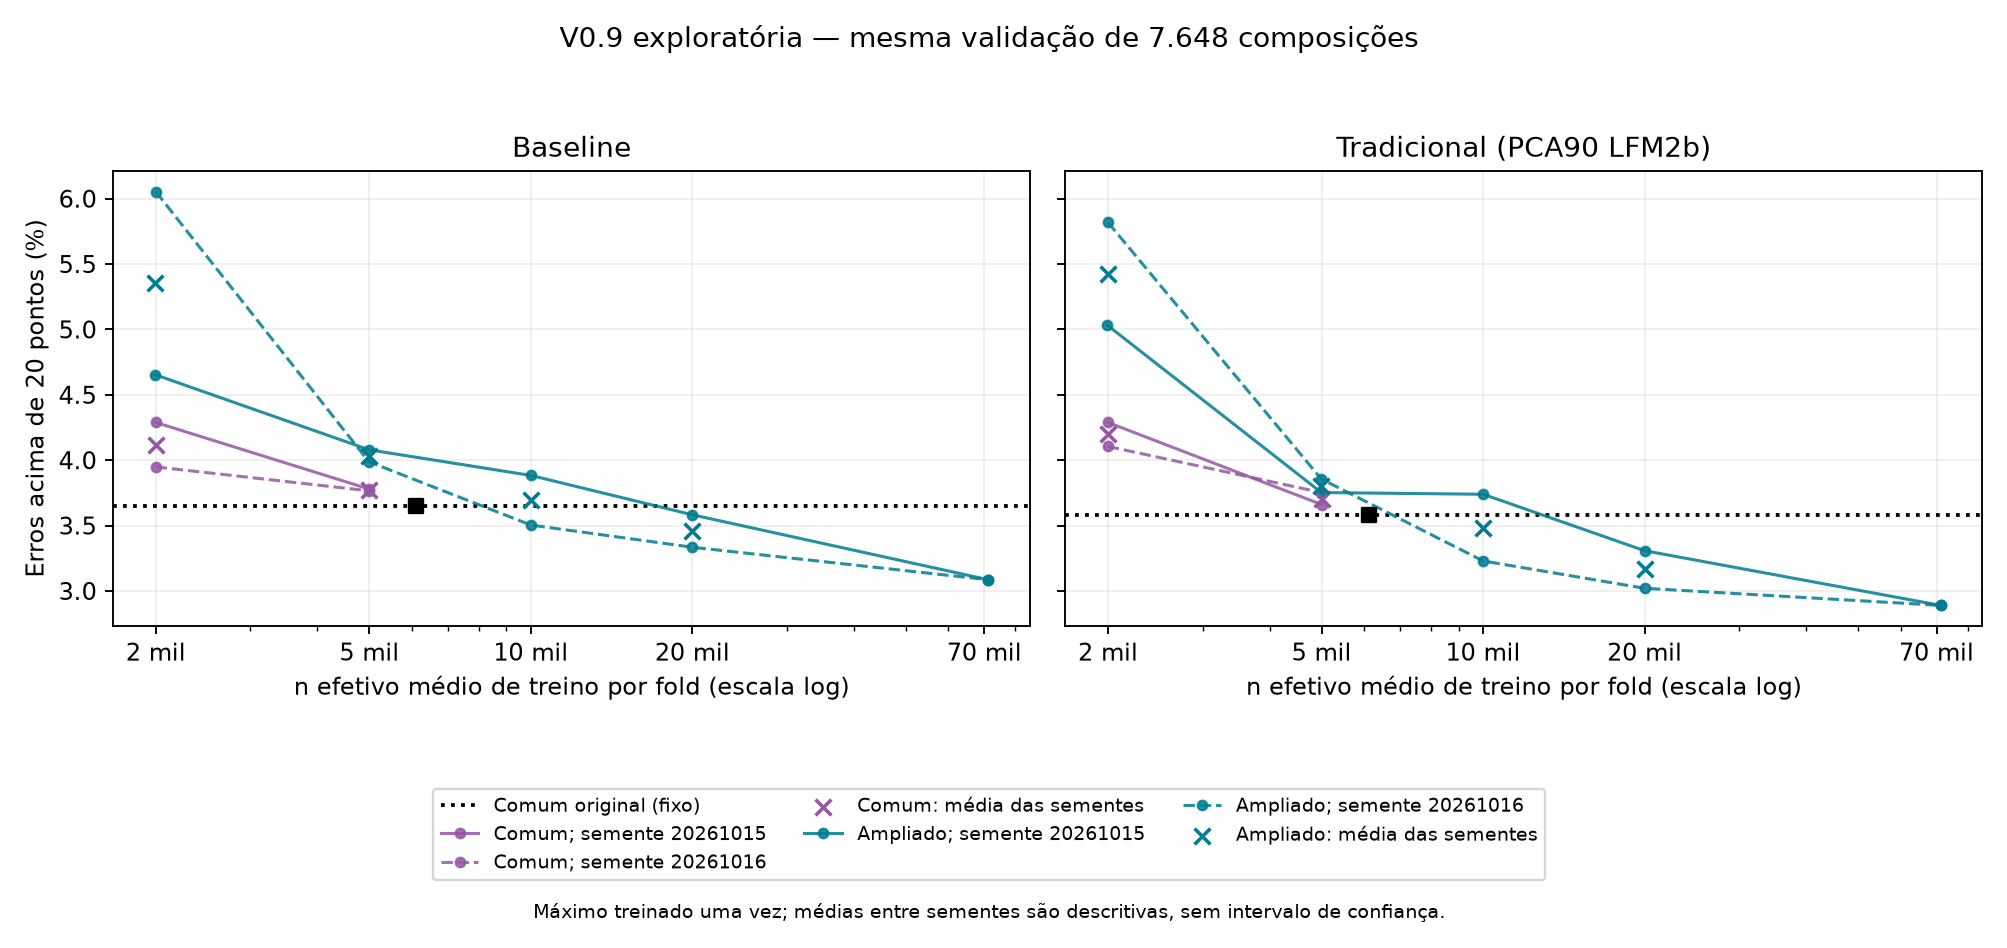 V0.9 exploratória — mesma validação de 7.648 composições
Baseline
Tradicional (PCA90 LFM2b)
Erros acima de 20 pontos (%)
6.0
5.5
5.0
4.5
4.0
3.5
3.0
2 mil
5 mil
10 mil
20 mil
70 mil
2 mil
5 mil
10 mil
20 mil
70 mil
n efetivo médio de treino por fold (escala log)
n efetivo médio de treino por fold (escala log)
Comum original (fixo)
Comum; semente 20261015
Comum; semente 20261016
Comum: média das sementes
Ampliado; semente 20261015
Ampliado; semente 20261016
Ampliado: média das sementes
Máximo treinado uma vez; médias entre sementes são descritivas, sem intervalo de confiança.